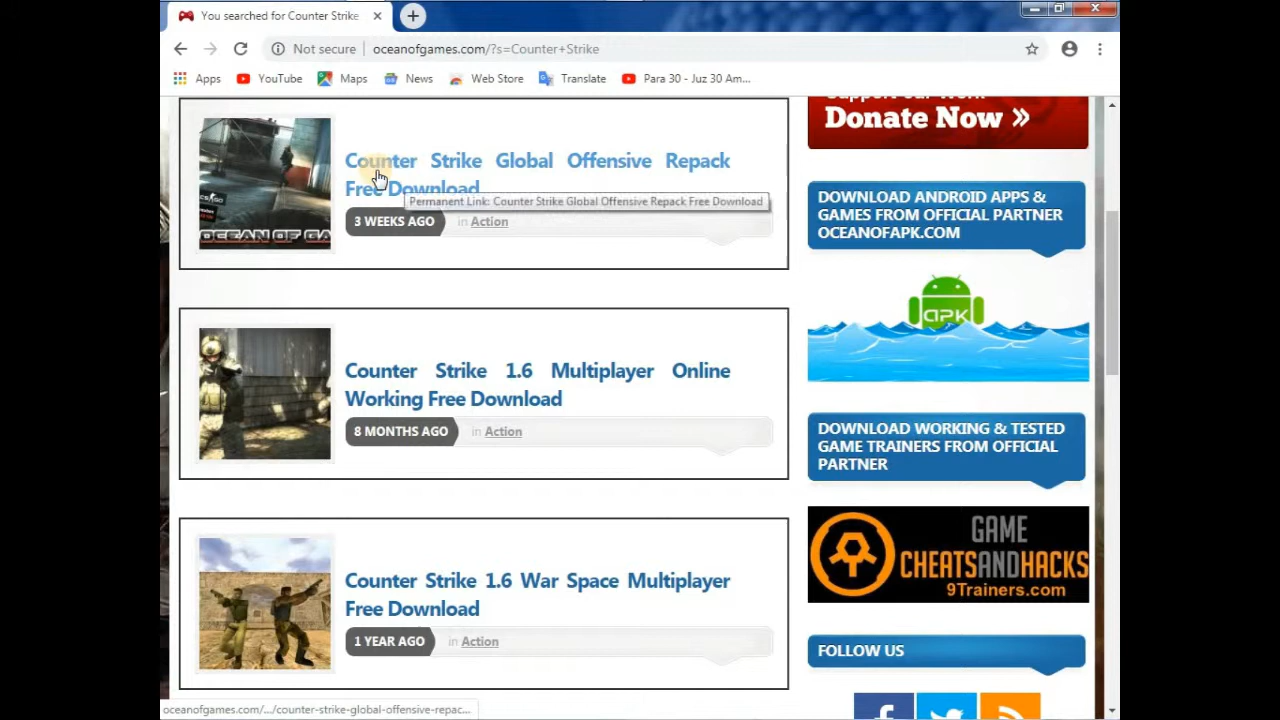 You searched for Counter Strike
Not secure
oceanofgames.com/?s=Counter+Strike
Apps
YouTube
Maps
News
Web Store
Translate
Para 30 - Juz 30 Am...
Counter Strike Global Offensive Repack
Free Download
Permanent Link: Counter Strike Global Offensive Repack Free Download
3 WEEKS AGO
in Action
OCEAN OF GA
Counter Strike 1.6 Multiplayer Online
Working Free Download
8 MONTHS AGO
in Action
Counter Strike 1.6 War Space Multiplayer
Free Download
1 YEAR AGO
in Action
Donate Now »
DOWNLOAD ANDROID APPS &
GAMES FROM OFFICIAL PARTNER
OCEANOFAPK.COM
APK
DOWNLOAD WORKING & TESTED
GAME TRAINERS FROM OFFICIAL
PARTNER
GAME
CHEATSANDHACKS
9Trainers.com
FOLLOW US
oceanofgames.com/.../counter-strike-global-offensive-repac...